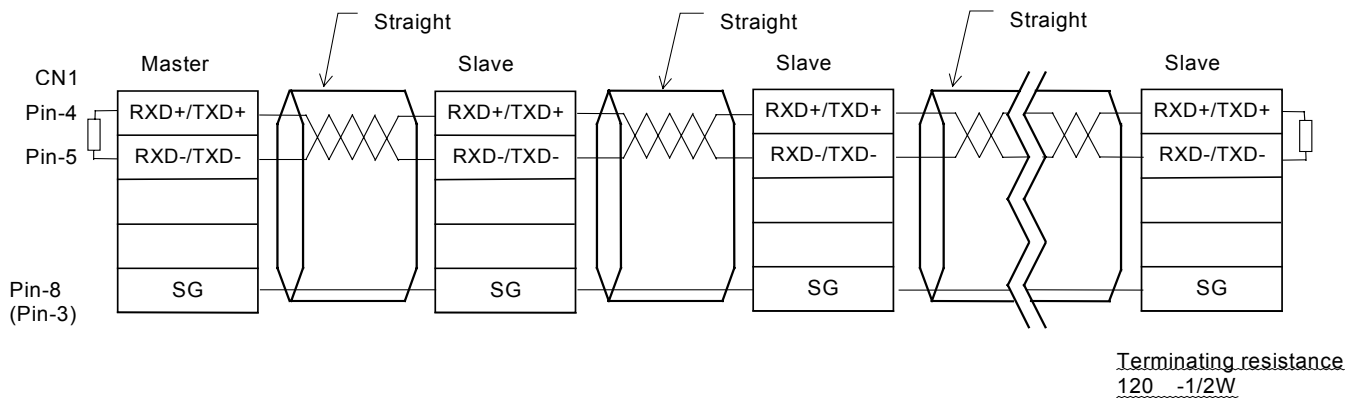 Straight
Straight
Straight
CN1
Master
Slave
Slave
Slave
Pin-4
RXD+/TXD+
RXD+/TXD+
RXD+/TXD+
RXD+/TXD+
Pin-5
RXD-/TXD-
RXD-/TXD-
RXD-/TXD-
RXD-/TXD-
Pin-8
(Pin-3)
SG
SG
SG
SG
Terminating resistance
120 -1/2W